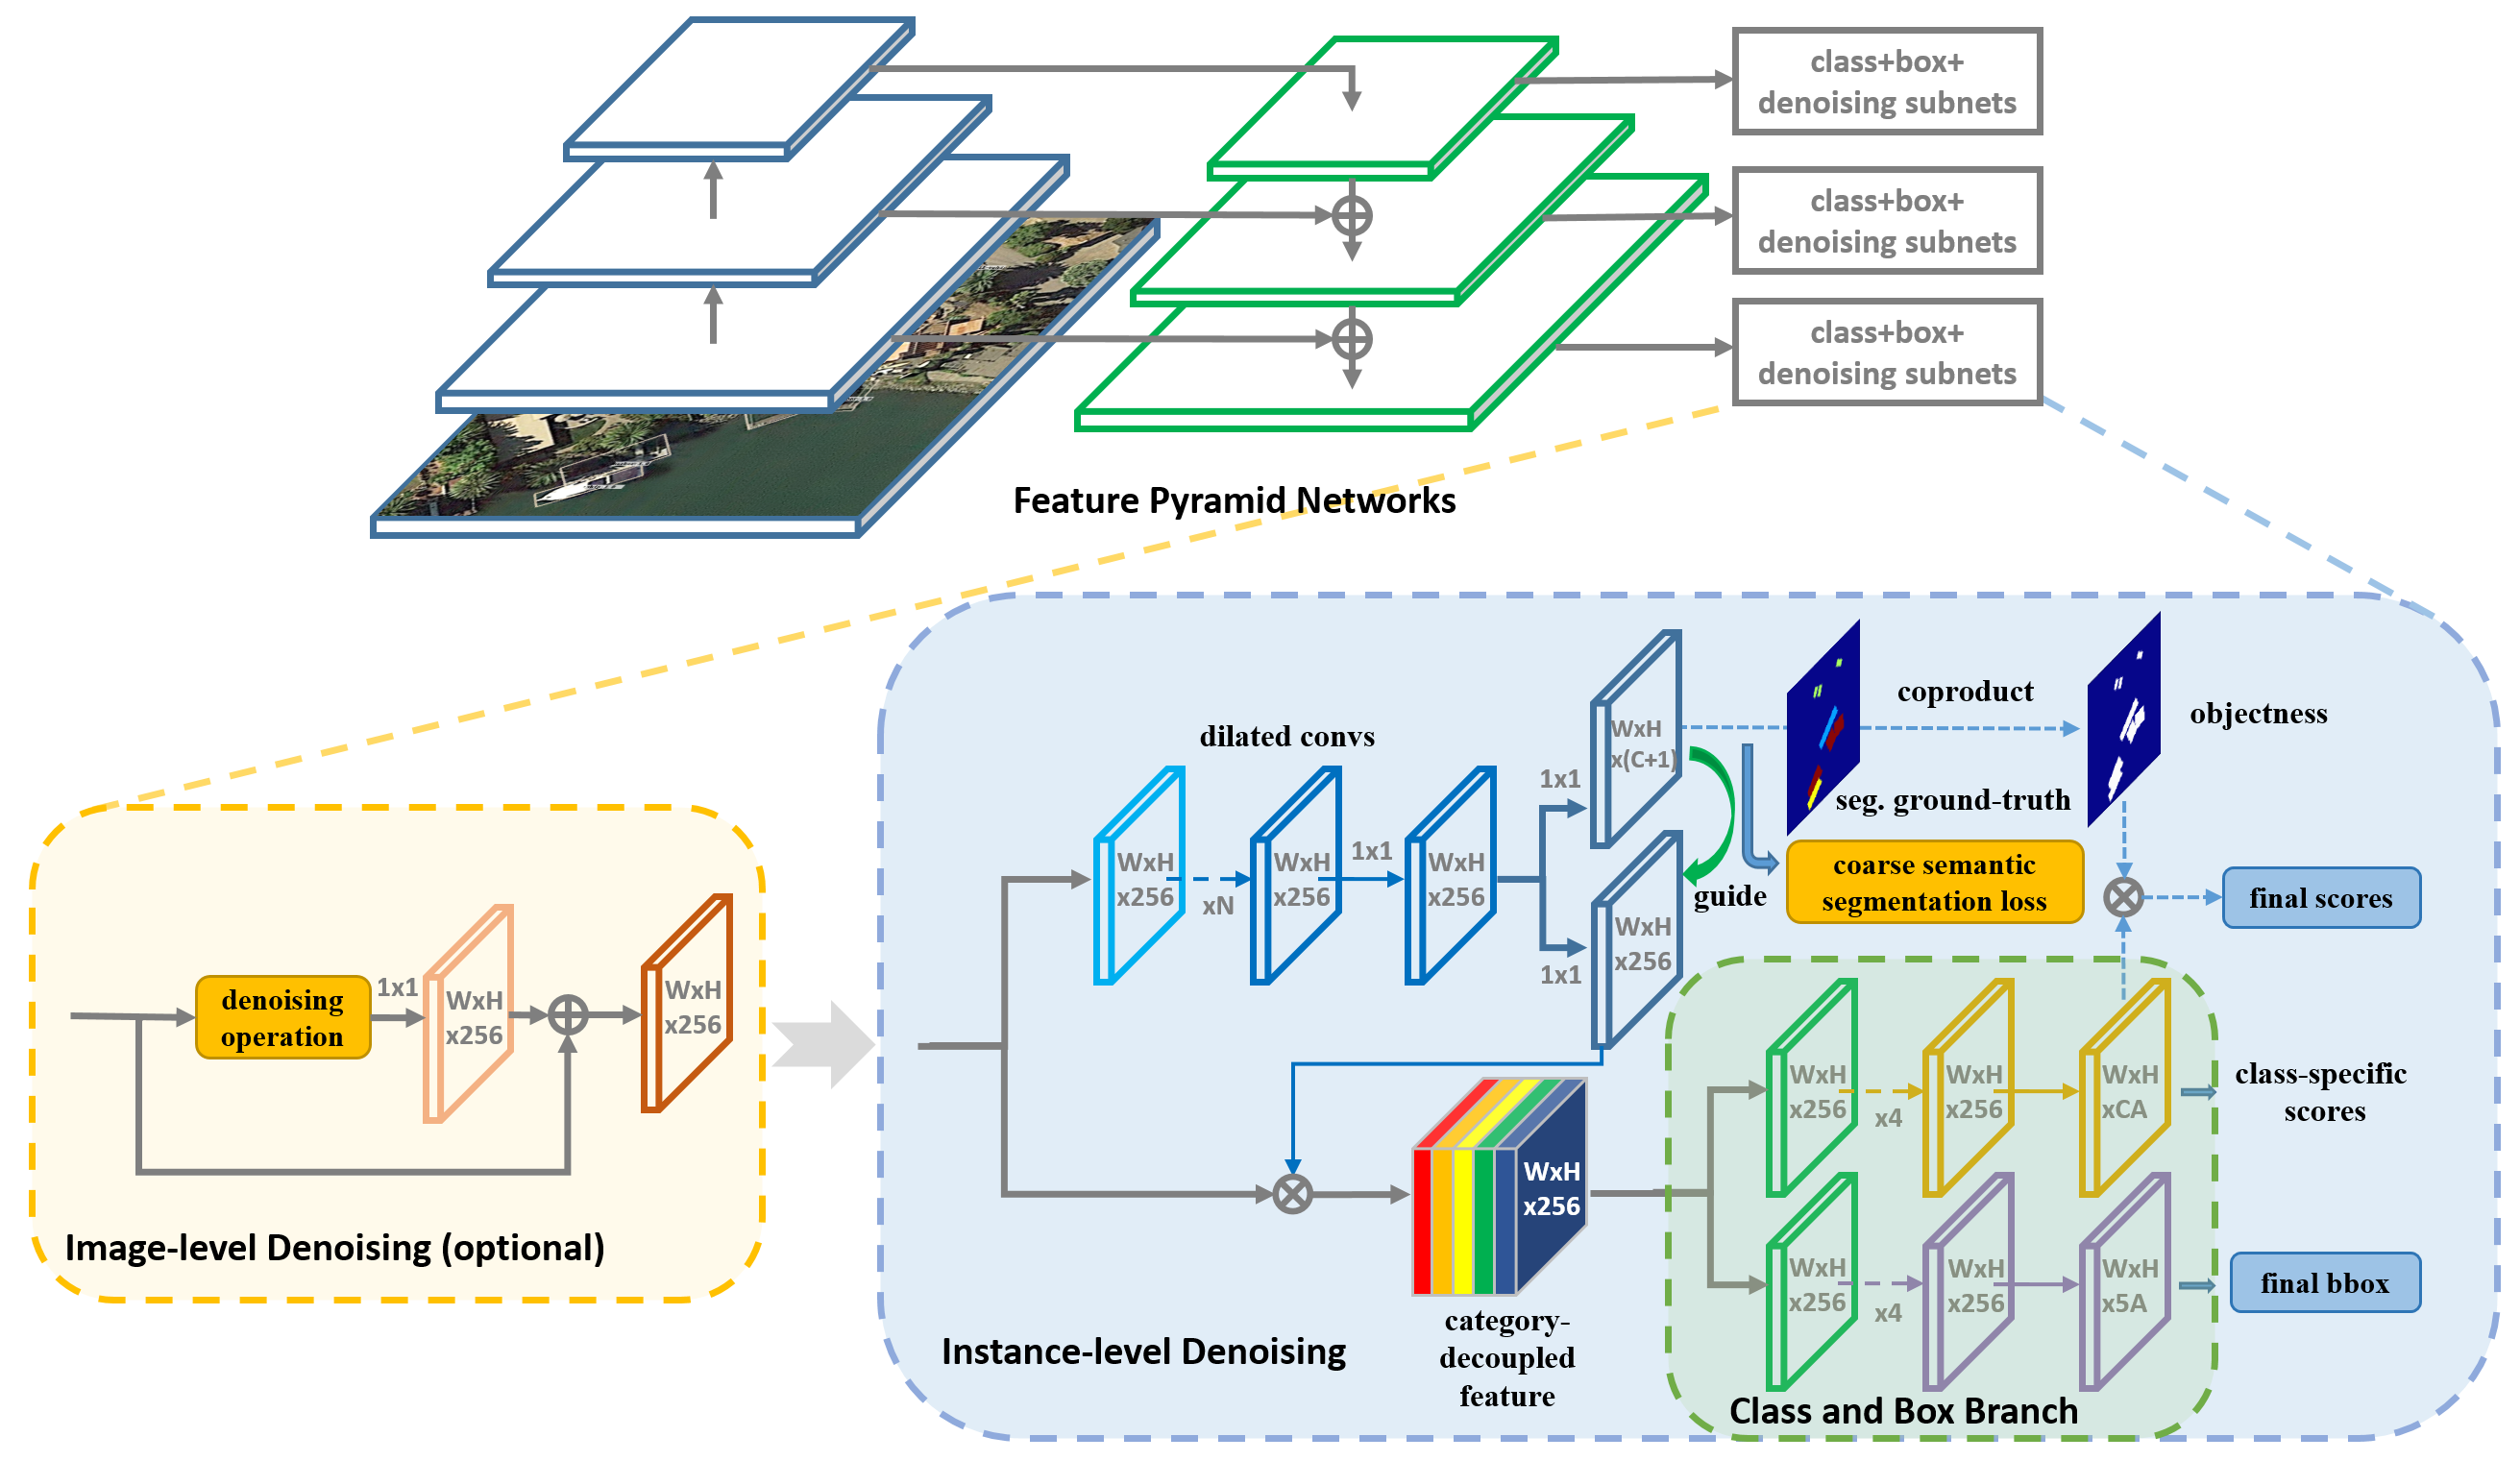 class+box+
denoising subnets
class+box+
denoising subnets
class+box+
denoising subnets
Feature Pyramid Networks
denoising
operation
1x1
WxH
x256
WxH
x256
Image-level Denoising (optional)
dilated convs
WxH
x256
xN
WxH
x256
1x1
WxH
x256
1x1
1x1
WxH
x(C+1)
WxH
x256
guide
coproduct
objectness
seg. ground-truth
coarse semantic
segmentation loss
final scores
WxH
x256
category-
decoupled
feature
Instance-level Denoising
WxH
x256
x4
WxH
x256
WxH
xCA
class-specific
scores
WxH
x256
x4
WxH
x256
WxH
x5A
final bbox
Class and Box Branch